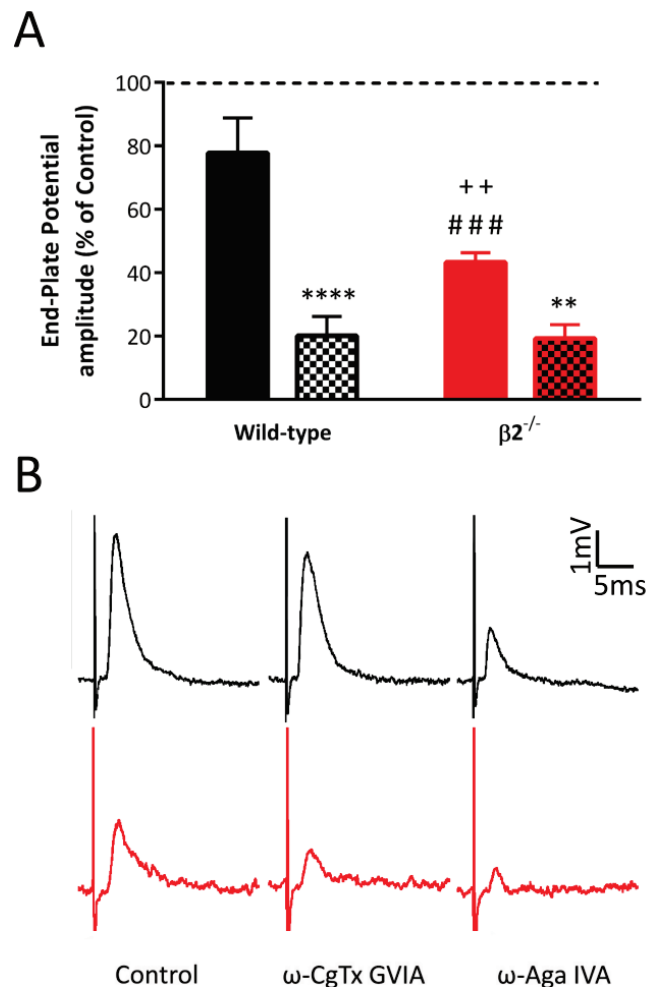 A
End-Plate Potential
amplitude (% of Control)
100
80
60
40
20
0
****
++
###
**
Wild-type
β2-/-
B
1mV
5ms
Control
ω-CgTx GVIA
ω-Aga IVA